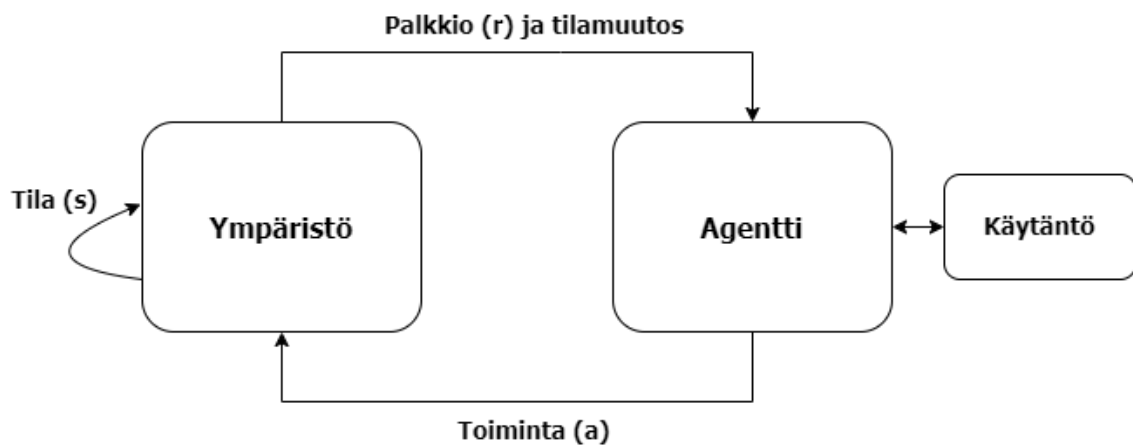 Palkkio (r) ja tilamuutos
Tila (s)
Ympäristö
Agentti
Käytäntö
Toiminta (a)